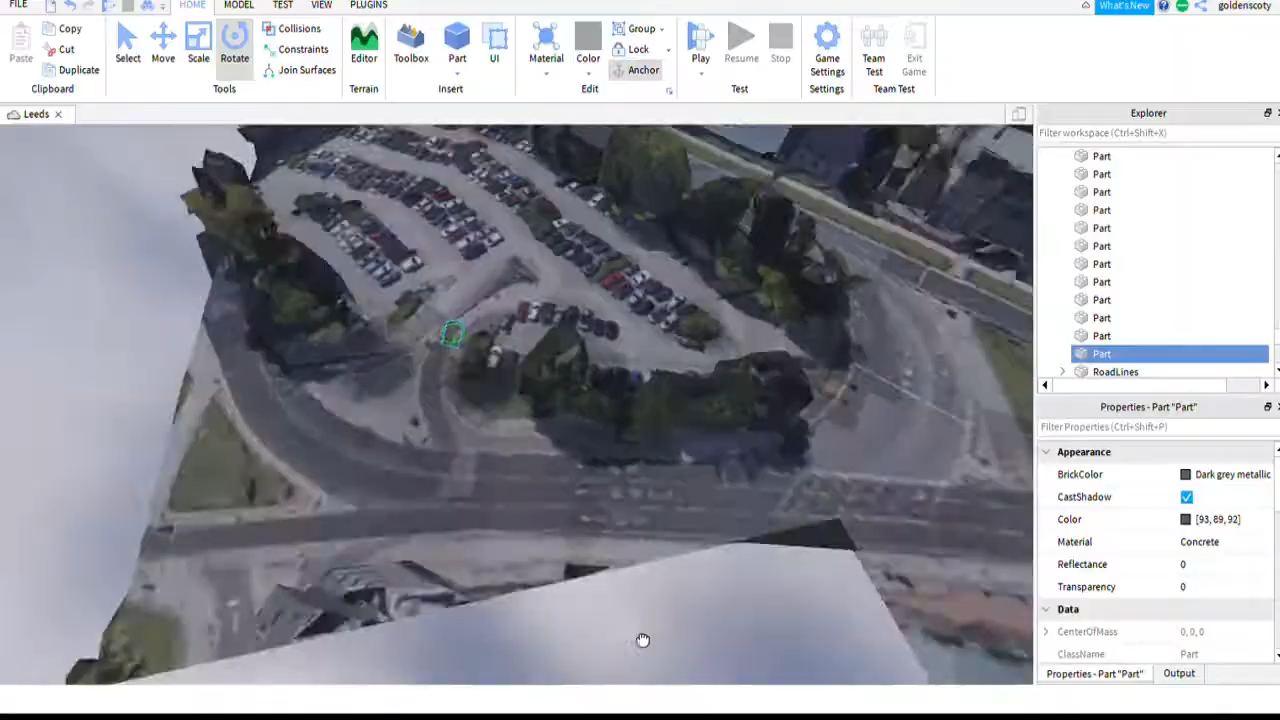 FILE HOME MODEL TEST VIEW PLUGINS What's New goldenscoty
Paste Copy Cut Duplicate Clipboard
Select Move Scale Rotate Collisions Constraints Join Surfaces Tools
Editor Terrain
Toolbox Part UI Insert
Material Color Group Lock Anchor Edit
Play Resume Stop Test
Game Settings Settings
Team Test Exit Game Team Test
Leeds
Explorer
Filter workspace (Ctrl+Shift+X)
Part
Part
Part
Part
Part
Part
Part
Part
Part
Part
Part
Part
RoadLines
Properties - Part "Part"
Filter Properties (Ctrl+Shift+P)
Appearance
BrickColor Dark grey metallic
CastShadow
Color [93, 89, 92]
Material Concrete
Reflectance 0
Transparency 0
Data
CenterOfMass 0, 0, 0
ClassName Part
Properties - Part "Part" Output